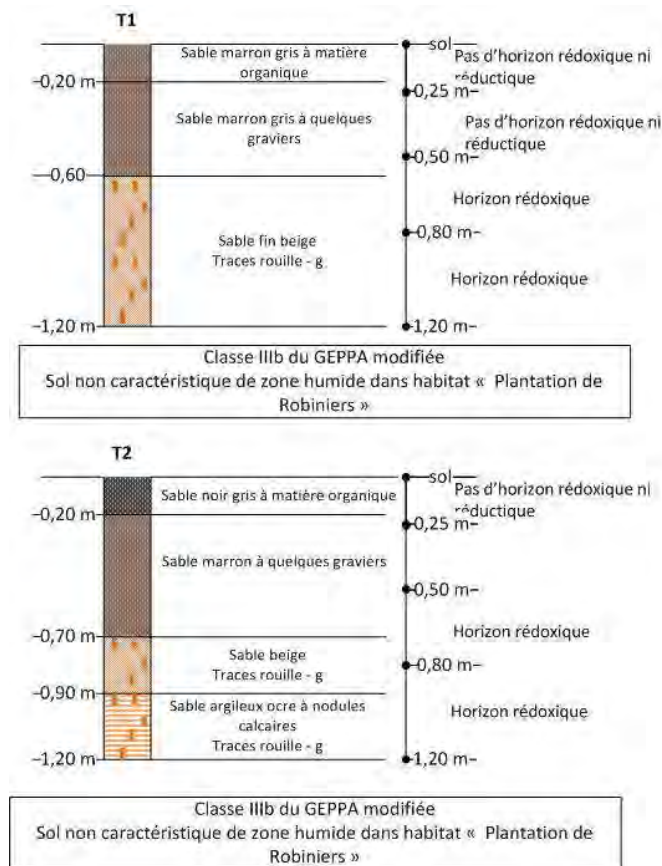 T1
Sable marron gris à matière
organique
–0,20 m
Sable marron gris à quelques
graviers
–0,60
Sable fin beige
Traces rouille - g
–1,20 m
sol
Pas d’horizon rédoxique ni
réductique
0,25 m–
Pas d’horizon rédoxique ni
réductique
0,50 m–
Horizon rédoxique
0,80 m–
Horizon rédoxique
1,20 m–
Classe IIIb du GEPPA modifiée
Sol non caractéristique de zone humide dans habitat « Plantation de
Robiniers »
T2
Sable noir gris à matière organique
–0,20 m
Sable marron à quelques graviers
–0,70 m
Sable beige
Traces rouille - g
–0,90 m
Sable argileux ocre à nodules
calcaires
Traces rouille - g
–1,20 m
sol
Pas d’horizon rédoxique ni
réductique
0,25 m–
0,50 m–
Horizon rédoxique
0,80 m–
Horizon rédoxique
1,20 m–
Classe IIIb du GEPPA modifiée
Sol non caractéristique de zone humide dans habitat « Plantation de
Robiniers »